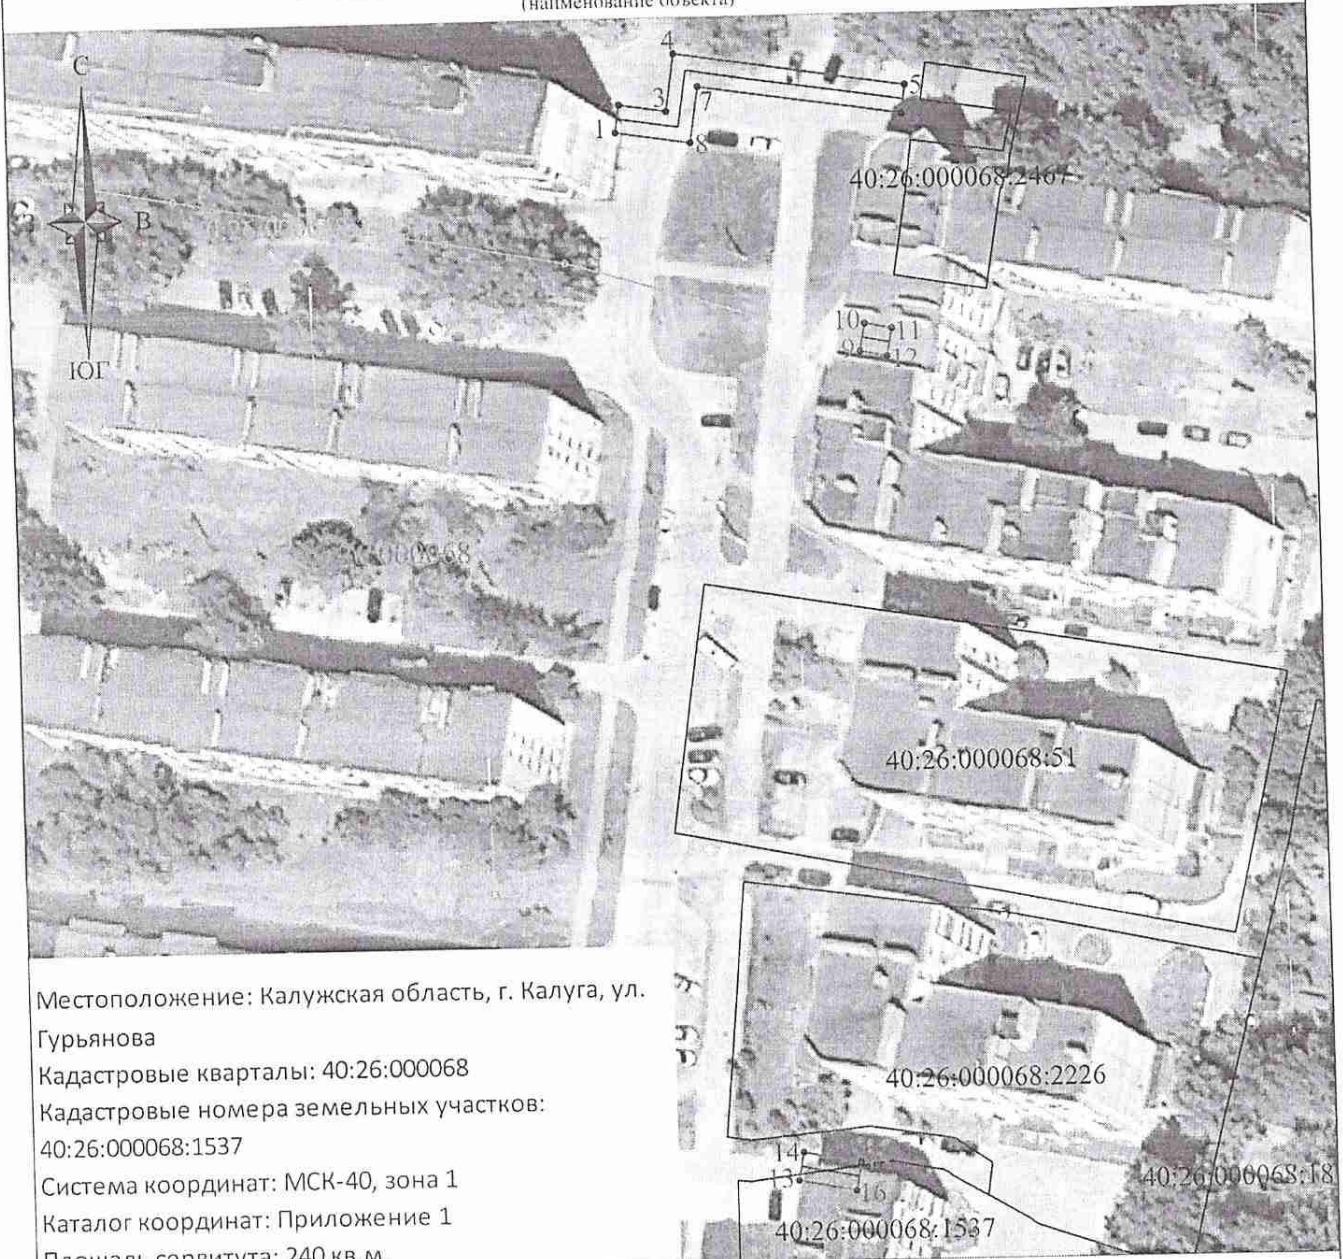 (наименование объекта)
С
4
5
3
7
1
8
40:26:000068:2467
В
10
11
9
12
ЮГ
40:26:000068:51
Местоположение: Калужская область, г. Калуга, ул.
Гурьянова
Кадастровые кварталы: 40:26:000068
40:26:000068:2226
Кадастровые номера земельных участков:
40:26:000068:1537
14
13
16
40:26:000068:18
Система координат: МСК-40, зона 1
Каталог координат: Приложение 1
40:26:000068:1537
Площадь сервитута: 240 кв.м